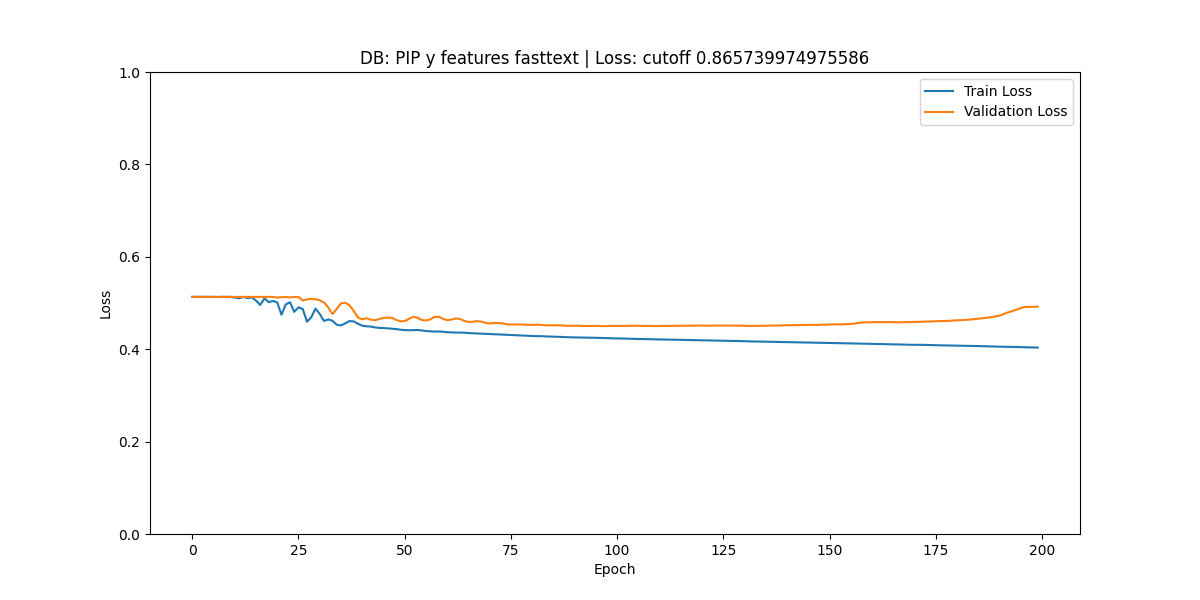 DB: PIP y features fasttext | Loss: cutoff 0.865739974975586
Train Loss
Validation Loss
1.0
0.8
0.6
0.4
0.2
0.0
Loss
0 25 50 75 100 125 150 175 200
Epoch